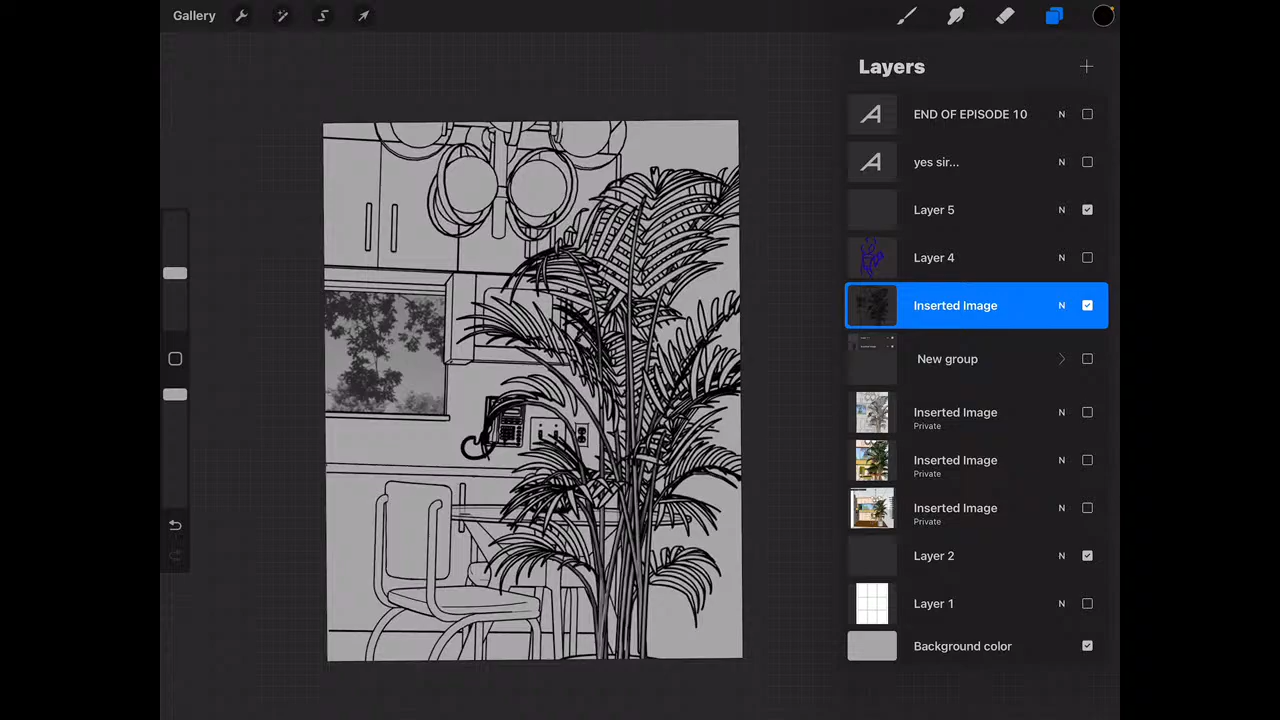 Gallery
Layers
END OF EPISODE 10 N
yes sir... N
Layer 5 N
Layer 4 N
Inserted Image N
New group
Inserted Image N
Private
Inserted Image N
Private
Inserted Image N
Private
Layer 2 N
Layer 1 N
Background color